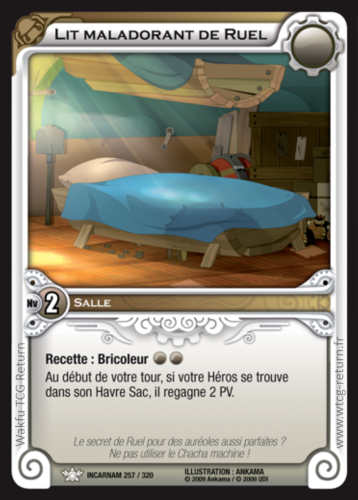 Lit maladorant de Ruel
Nv 2 Salle
Recette : Bricoleur
Au début de votre tour, si votre Héros se trouve
dans son Havre Sac, il regagne 2 PV.
Le secret de Ruel pour des auréoles aussi parfaites ?
Ne pas utiliser le Chacha machine !
INCARNAM 257 / 320
ILLUSTRATION : ANKAMA
© 2009 Ankama / © 2009 UDI
Wakfu TCG Return
www.wtcg-return.fr